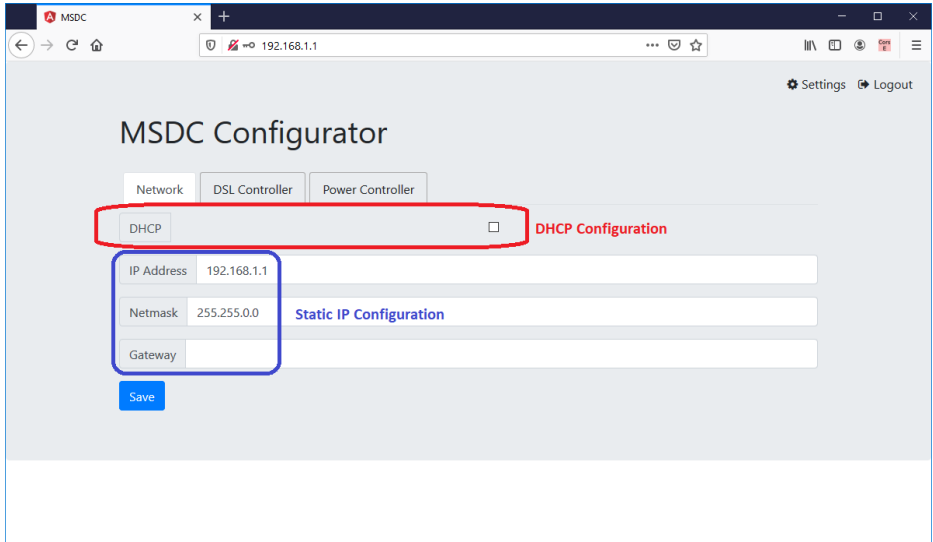 MSDC
192.168.1.1
Settings Logout
MSDC Configurator
Network DSL Controller Power Controller
DHCP DHCP Configuration
IP Address 192.168.1.1
Netmask 255.255.0.0 Static IP Configuration
Gateway
Save